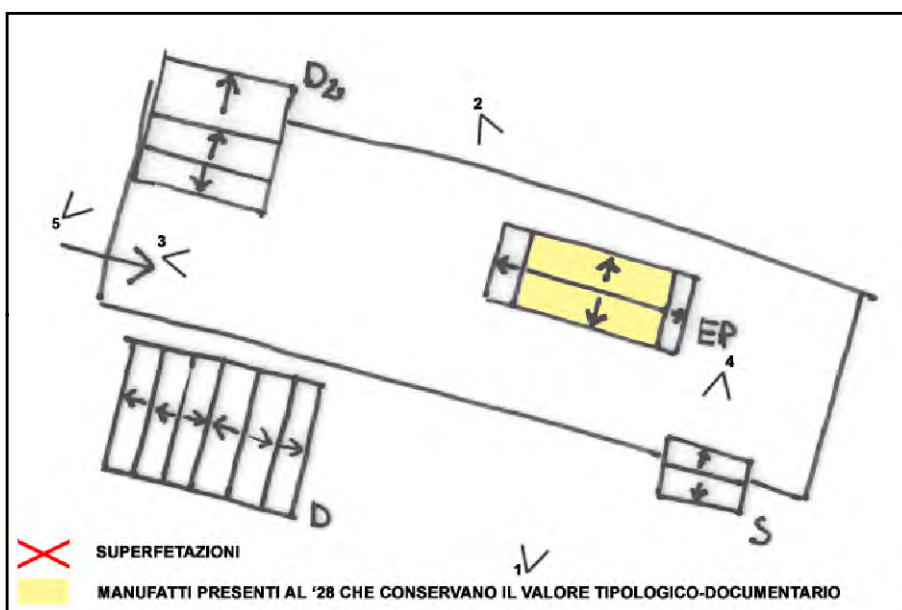 D2
2
5
3
EP
4
D
S
1
SUPERFETAZIONI
MANUFATTI PRESENTI AL '28 CHE CONSERVANO IL VALORE TIPOLOGICO-DOCUMENTARIO